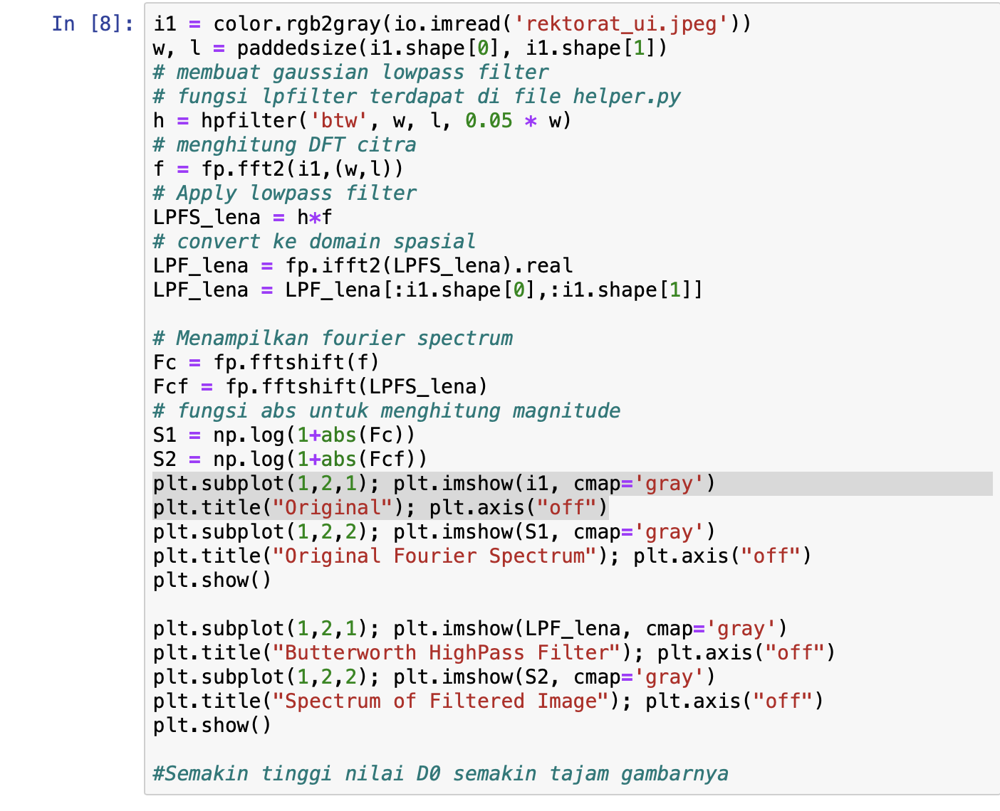 In [8]: i1 = color.rgb2gray(io.imread('rektorat_ui.jpeg'))
w, l = paddedsize(i1.shape[0], i1.shape[1])
# membuat gaussian lowpass filter
# fungsi lpfilter terdapat di file helper.py
h = hpfilter('btw', w, l, 0.05 * w)
# menghitung DFT citra
f = fp.fft2(i1,(w,l))
# Apply lowpass filter
LPFS_lena = h*f
# convert ke domain spasial
LPF_lena = fp.ifft2(LPFS_lena).real
LPF_lena = LPF_lena[:i1.shape[0],:i1.shape[1]]
# Menampilkan fourier spectrum
Fc = fp.fftshift(f)
Fcf = fp.fftshift(LPFS_lena)
# fungsi abs untuk menghitung magnitude
S1 = np.log(1+abs(Fc))
S2 = np.log(1+abs(Fcf))
plt.subplot(1,2,1); plt.imshow(i1, cmap='gray')
plt.title("Original"); plt.axis("off")
plt.subplot(1,2,2); plt.imshow(S1, cmap='gray')
plt.title("Original Fourier Spectrum"); plt.axis("off")
plt.show()
plt.subplot(1,2,1); plt.imshow(LPF_lena, cmap='gray')
plt.title("Butterworth HighPass Filter"); plt.axis("off")
plt.subplot(1,2,2); plt.imshow(S2, cmap='gray')
plt.title("Spectrum of Filtered Image"); plt.axis("off")
plt.show()
#Semakin tinggi nilai D0 semakin tajam gambarnya